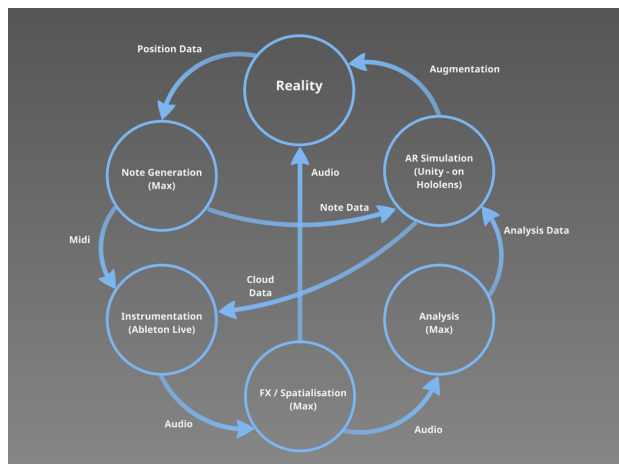 Position Data
Reality
Augmentation
Note Generation
(Max)
Audio
AR Simulation
(Unity - on
Hololens)
Note Data
Midi
Analysis Data
Cloud
Data
Instrumentation
(Ableton Live)
Analysis
(Max)
FX / Spatialisation
(Max)
Audio
Audio